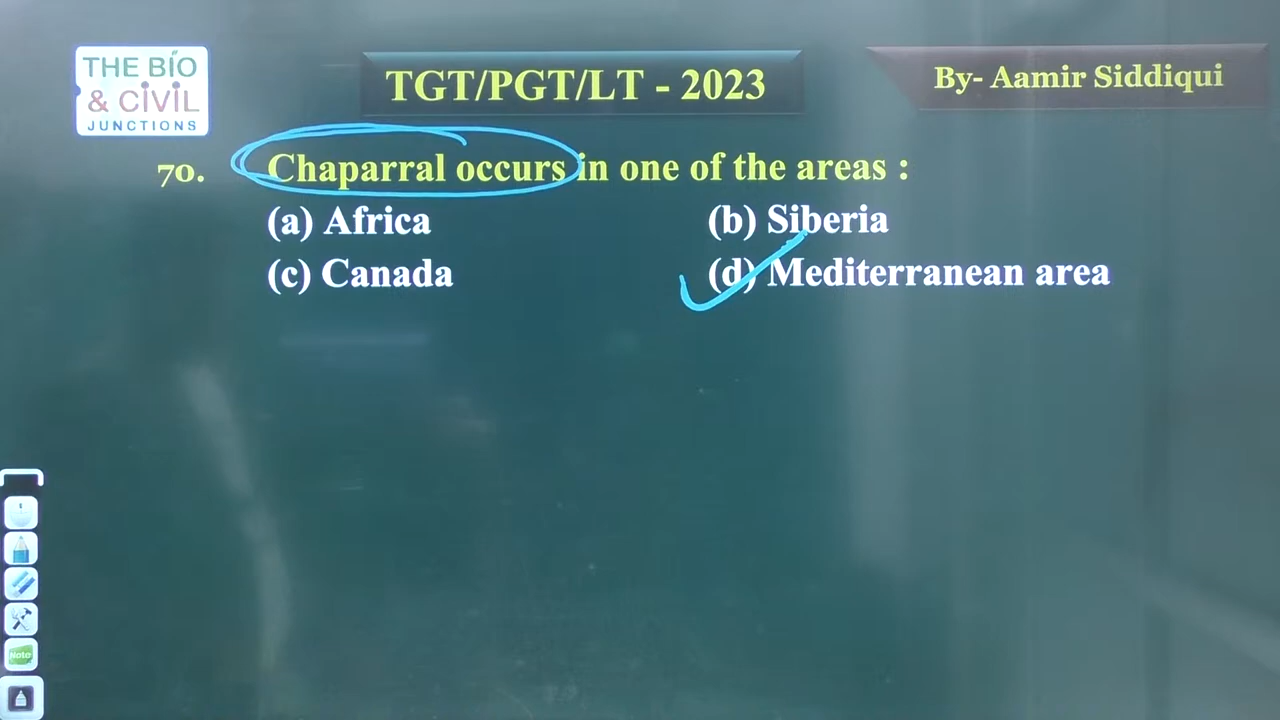 THE BIO
& CIVIL
JUNCTIONS
TGT/PGT/LT - 2023
By- Aamir Siddiqui
70. Chaparral occurs in one of the areas :
(a) Africa (b) Siberia
(c) Canada (d) Mediterranean area
Note